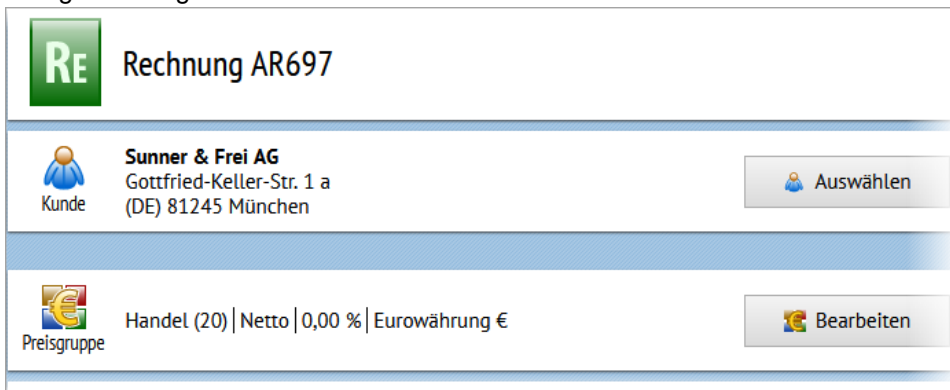 RE
Rechnung AR697
Sunner & Frei AG
Gottfried-Keller-Str. 1 a
(DE) 81245 München
Kunde
Auswählen
Handel (20) | Netto | 0,00 % | Eurowährung €
Preisgruppe
Bearbeiten